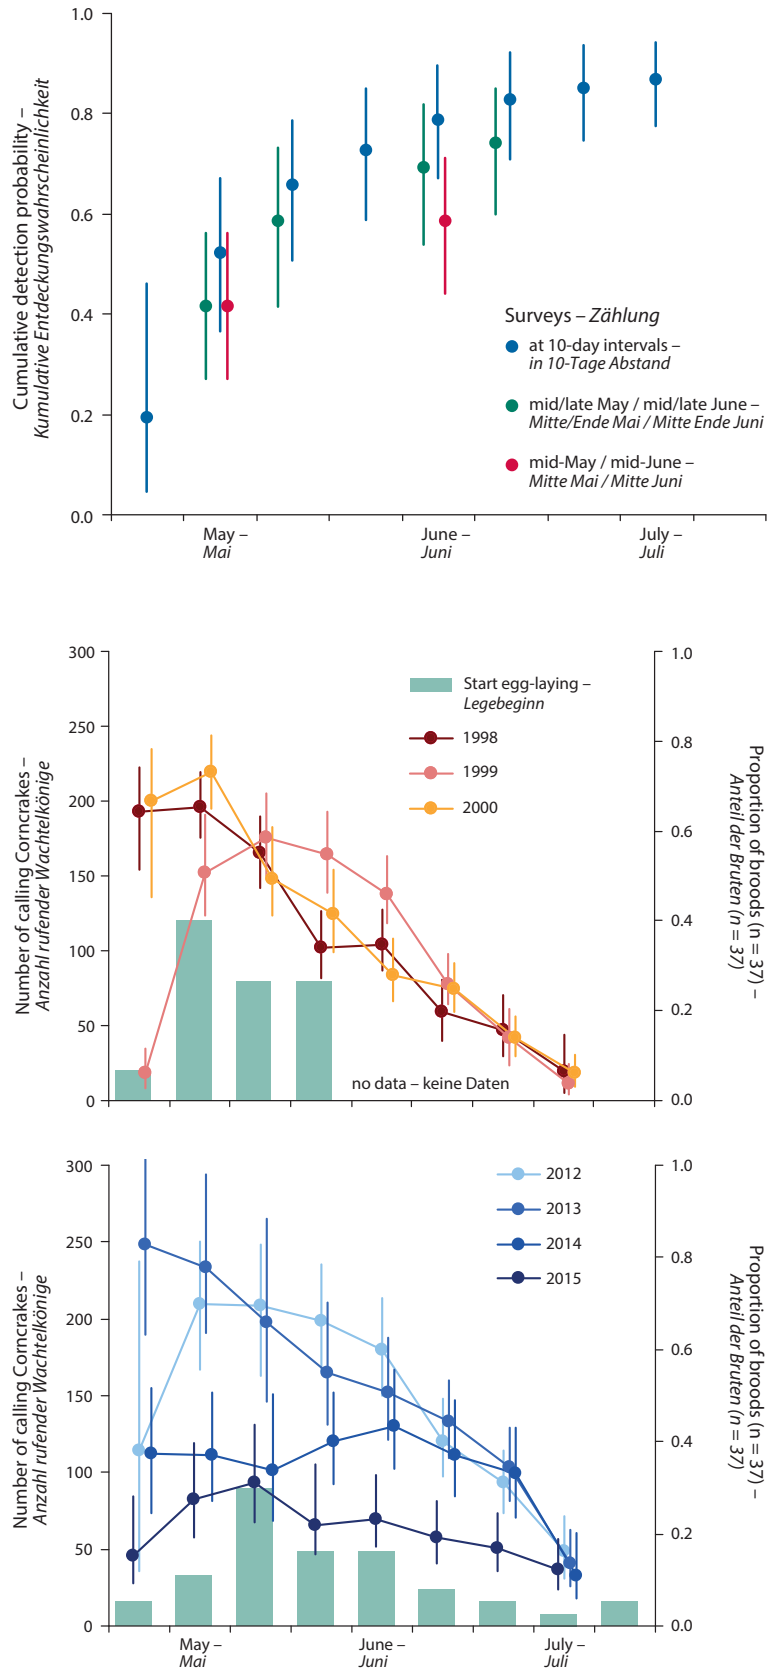 Cumulative detection probability –
Kumulative Entdeckungswahrscheinlichkeit
1.0
0.8
0.6
0.4
0.2
0.0
Surveys – Zählung
at 10-day intervals –
in 10-Tage Abstand
mid/late May / mid/late June –
Mitte/Ende Mai / Mitte Ende Juni
mid-May / mid-June –
Mitte Mai / Mitte Juni
May –
Mai
June –
Juni
July –
Juli
Number of calling Corncrakes –
Anzahl rufender Wachtelkönige
300
250
200
150
100
50
0
Start egg-laying –
Legebeginn
1998
1999
2000
no data – keine Daten
1.0
0.8
0.6
0.4
0.2
0.0
Proportion of broods (n = 37) –
Anteil der Bruten (n = 37)
Number of calling Corncrakes –
Anzahl rufender Wachtelkönige
300
250
200
150
100
50
0
2012
2013
2014
2015
1.0
0.8
0.6
0.4
0.2
0.0
Proportion of broods (n = 37) –
Anteil der Bruten (n = 37)
May –
Mai
June –
Juni
July –
Juli